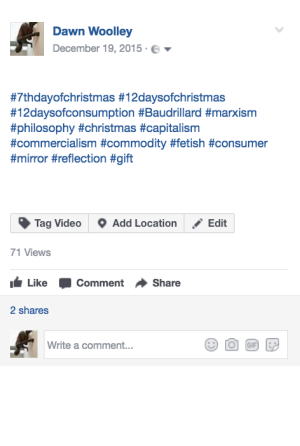 Dawn Woolley
December 19, 2015 ·
#7thdayofchristmas #12daysofchristmas
#12daysofconsumption #Baudrillard #marxism
#philosophy #christmas #capitalism
#commercialism #commodity #fetish #consumer
#mirror #reflection #gift
Tag Video Add Location Edit
71 Views
Like Comment Share
2 shares
Write a comment...
GIF